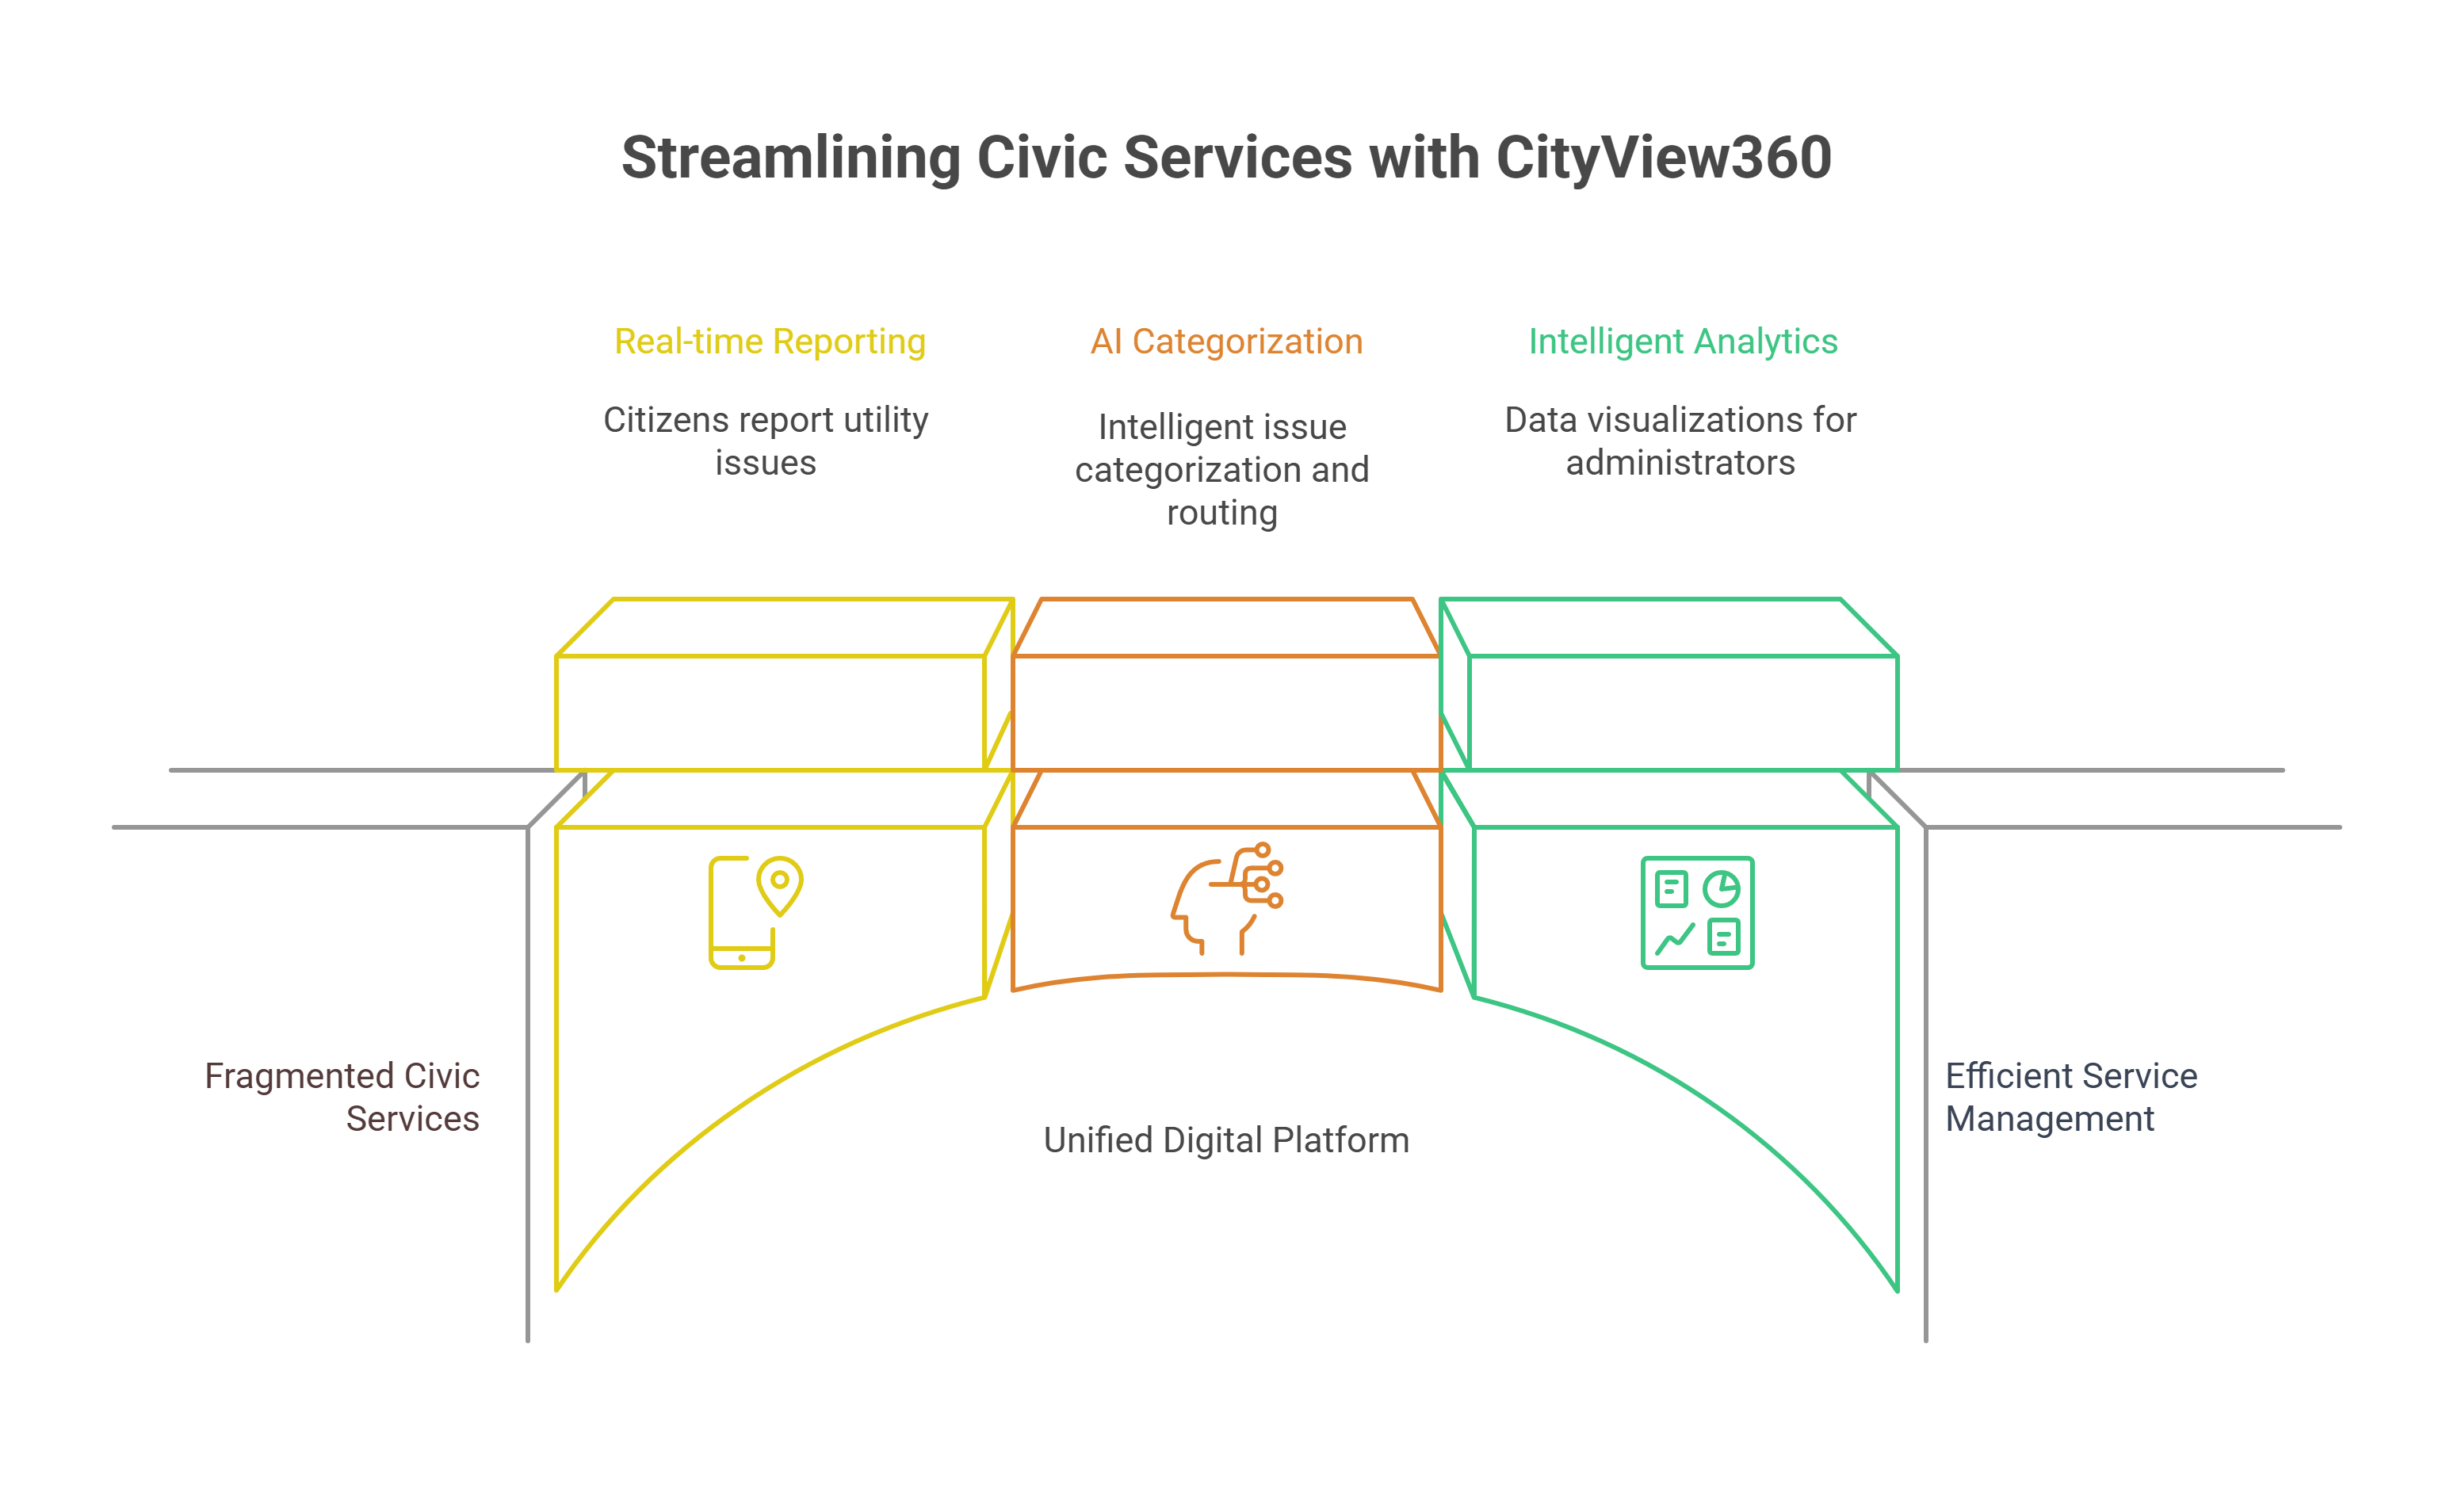 Streamlining Civic Services with CityView360
Real-time Reporting
Citizens report utility
issues
AI Categorization
Intelligent issue
categorization and
routing
Intelligent Analytics
Data visualizations for
administrators
Fragmented Civic
Services
Unified Digital Platform
Efficient Service
Management